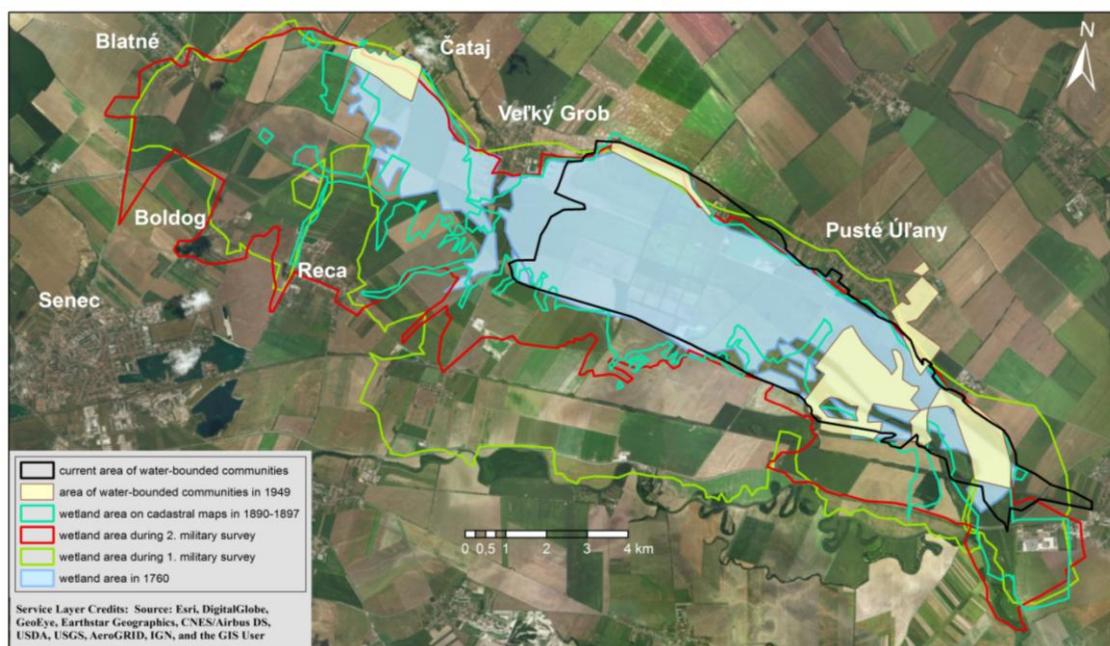 Blatné
Čataj
N
Veľký Grob
Pusté Úľany
Boldog
Reca
Senec
current area of water-bounded communities
area of water-bounded communities in 1949
wetland area on cadastral maps in 1890-1897
wetland area during 2. military survey
wetland area during 1. military survey
wetland area in 1760
0 0,5 1 2 3 4 km
Service Layer Credits: Source: Esri, DigitalGlobe,
GeoEye, Earthstar Geographics, CNES/Airbus DS,
USDA, USGS, AeroGRID, IGN, and the GIS User